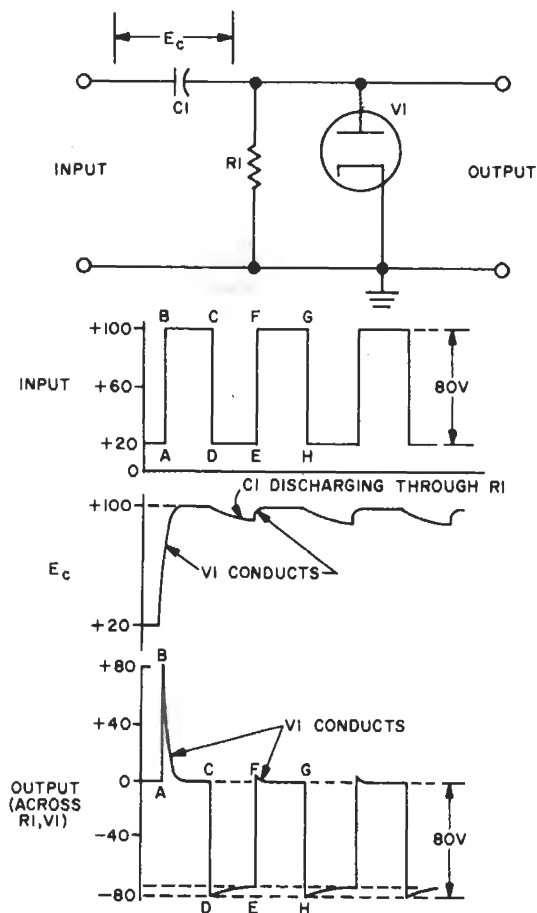 Ec
C1
V1
R1
INPUT
OUTPUT
B C F G
+100
+60
+20
0
INPUT
80V
A D E H
C1 DISCHARGING THROUGH R1
+100
Ec
V1 CONDUCTS
+20
B
+80
+40
V1 CONDUCTS
C F G
0
A
OUTPUT
(ACROSS
R1,V1)
-40
80V
-80
D E H